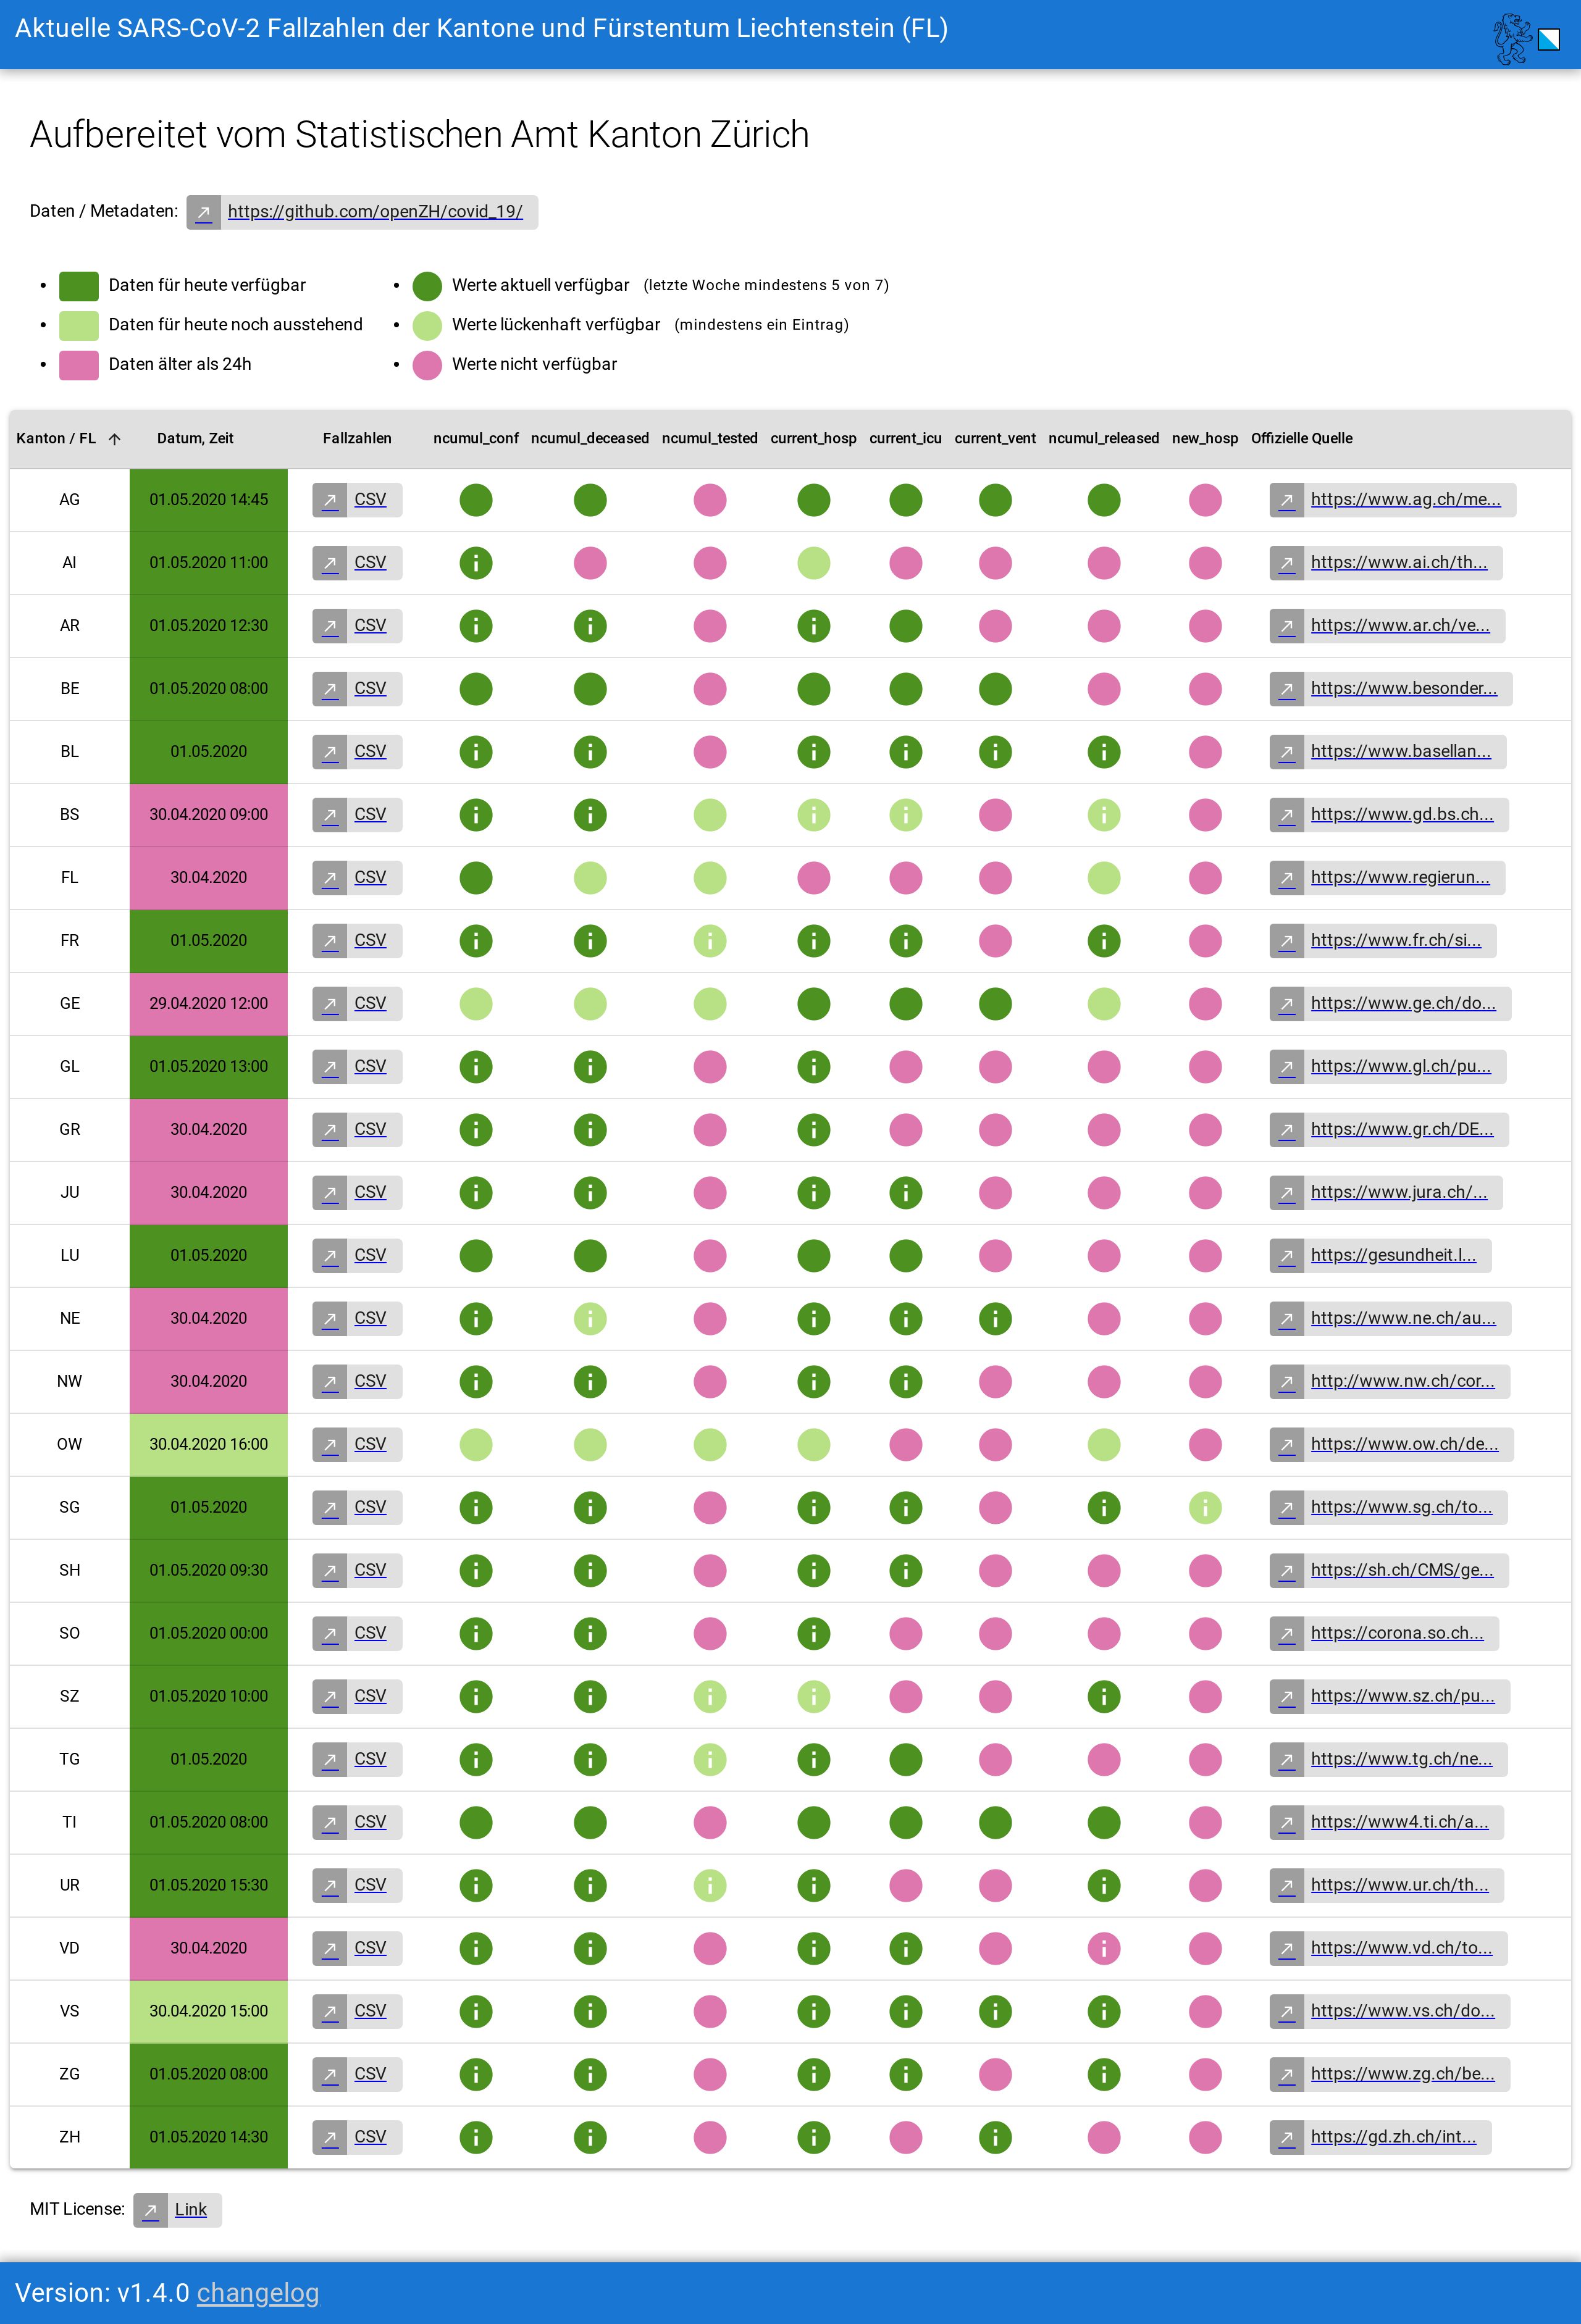 Aktuelle SARS-CoV-2 Fallzahlen der Kantone und Fürstentum Liechtenstein (FL)
Aufbereitet vom Statistischen Amt Kanton Zürich
Daten / Metadaten: https://github.com/openZH/covid_19/
Daten für heute verfügbar
Daten für heute noch ausstehend
Daten älter als 24h
Werte aktuell verfügbar (letzte Woche mindestens 5 von 7)
Werte lückenhaft verfügbar (mindestens ein Eintrag)
Werte nicht verfügbar
Kanton / FL Datum, Zeit Fallzahlen ncumul_conf ncumul_deceased ncumul_tested current_hosp current_icu current_vent ncumul_released new_hosp Offizielle Quelle
AG 01.05.2020 14:45 CSV https://www.ag.ch/me...
AI 01.05.2020 11:00 CSV https://www.ai.ch/th...
AR 01.05.2020 12:30 CSV https://www.ar.ch/ve...
BE 01.05.2020 08:00 CSV https://www.besonder...
BL 01.05.2020 CSV https://www.basellan...
BS 30.04.2020 09:00 CSV https://www.gd.bs.ch...
FL 30.04.2020 CSV https://www.regierun...
FR 01.05.2020 CSV https://www.fr.ch/si...
GE 29.04.2020 12:00 CSV https://www.ge.ch/do...
GL 01.05.2020 13:00 CSV https://www.gl.ch/pu...
GR 30.04.2020 CSV https://www.gr.ch/DE...
JU 30.04.2020 CSV https://www.jura.ch/...
LU 01.05.2020 CSV https://gesundheit.l...
NE 30.04.2020 CSV https://www.ne.ch/au...
NW 30.04.2020 CSV http://www.nw.ch/cor...
OW 30.04.2020 16:00 CSV https://www.ow.ch/de...
SG 01.05.2020 CSV https://www.sg.ch/to...
SH 01.05.2020 09:30 CSV https://sh.ch/CMS/ge...
SO 01.05.2020 00:00 CSV https://corona.so.ch...
SZ 01.05.2020 10:00 CSV https://www.sz.ch/pu...
TG 01.05.2020 CSV https://www.tg.ch/ne...
TI 01.05.2020 08:00 CSV https://www4.ti.ch/a...
UR 01.05.2020 15:30 CSV https://www.ur.ch/th...
VD 30.04.2020 CSV https://www.vd.ch/to...
VS 30.04.2020 15:00 CSV https://www.vs.ch/do...
ZG 01.05.2020 08:00 CSV https://www.zg.ch/be...
ZH 01.05.2020 14:30 CSV https://gd.zh.ch/int...
MIT License: Link
Version: v1.4.0 changelog